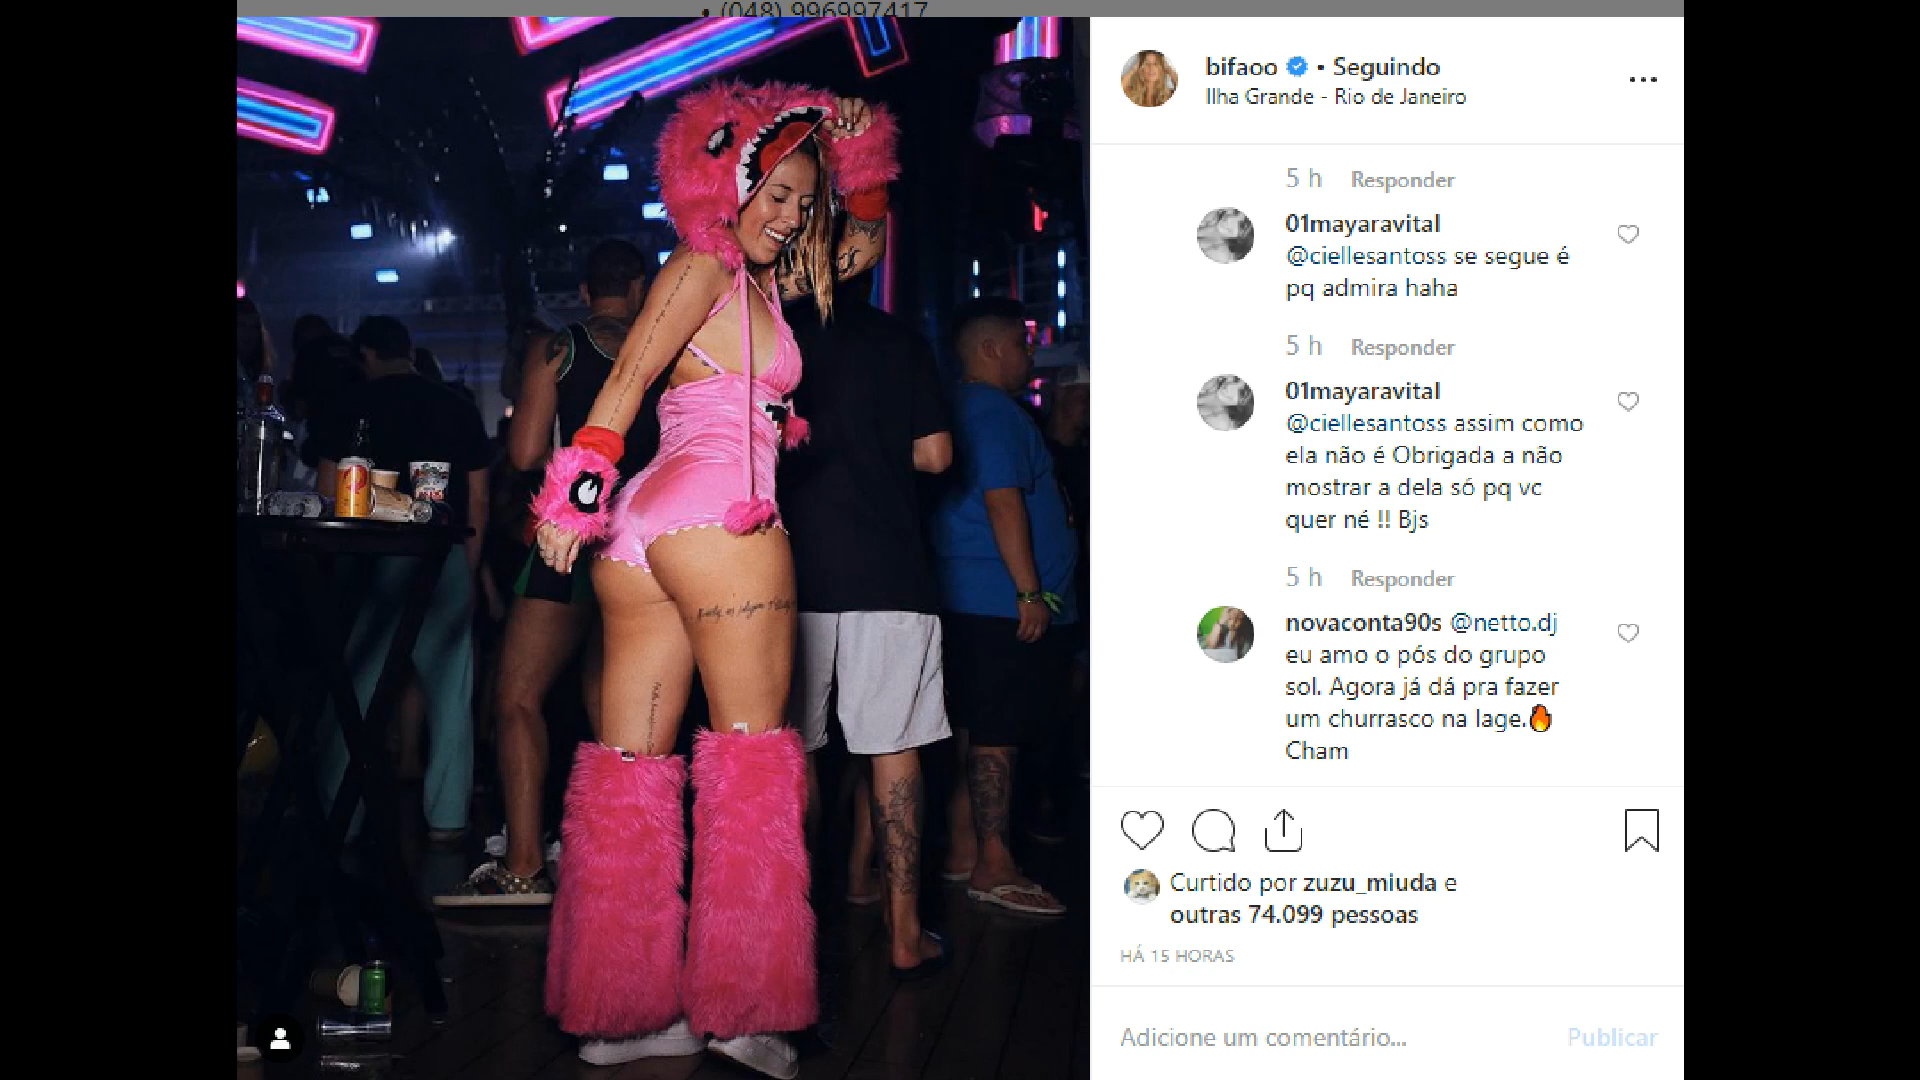 • (048) 996997417
bifaoo • Seguindo
Ilha Grande - Rio de Janeiro
5 h Responder
01mayaravital
@ciellesantoss se segue é
pq admira haha
5 h Responder
01mayaravital
@ciellesantoss assim como
ela não é Obrigada a não
mostrar a dela só pq vc
quer né !! Bjs
5 h Responder
novaconta90s @netto.dj
eu amo o pós do grupo
sol. Agora já dá pra fazer
um churrasco na lage.🔥
Cham
Curtido por zuzu_miuda e
outras 74.099 pessoas
HÁ 15 HORAS
Adicione um comentário... Publicar